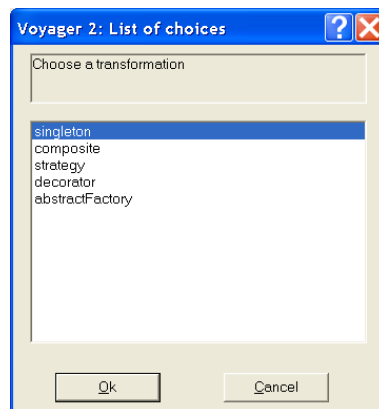 Voyager 2: List of choices
Choose a transformation
singleton
composite
strategy
decorator
abstractFactory
Ok Cancel